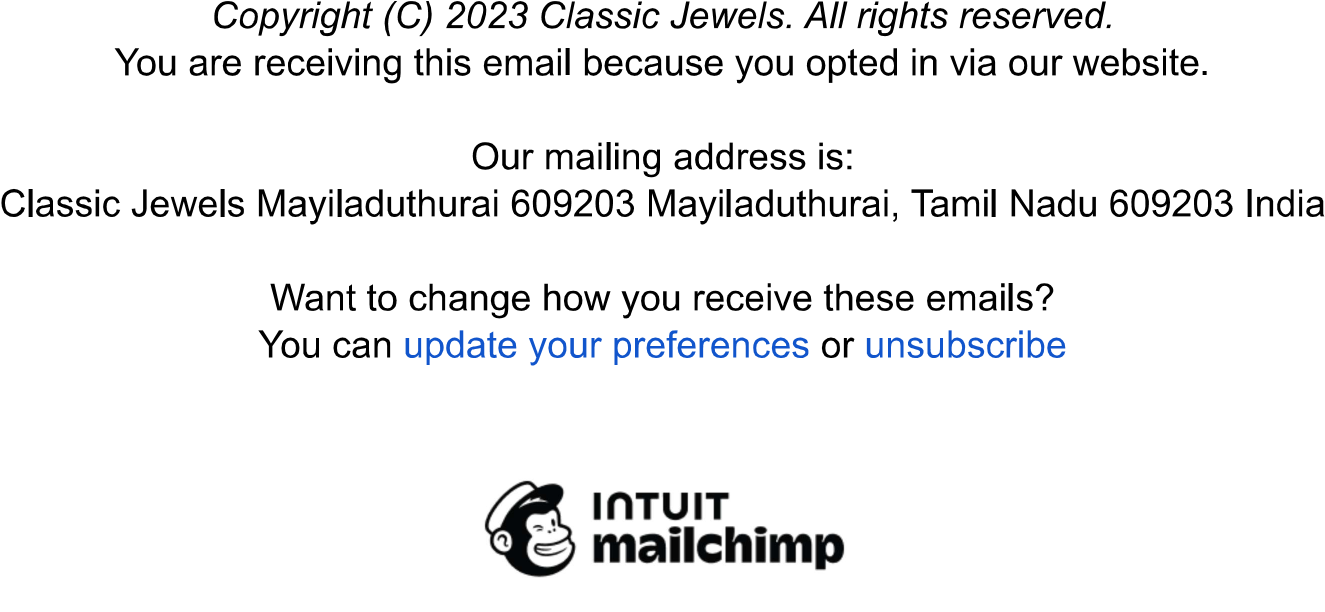 Copyright (C) 2023 Classic Jewels. All rights reserved.
You are receiving this email because you opted in via our website.
Our mailing address is:
Classic Jewels Mayiladuthurai 609203 Mayiladuthurai, Tamil Nadu 609203 India
Want to change how you receive these emails?
You can update your preferences or unsubscribe
INTUIT
mailchimp